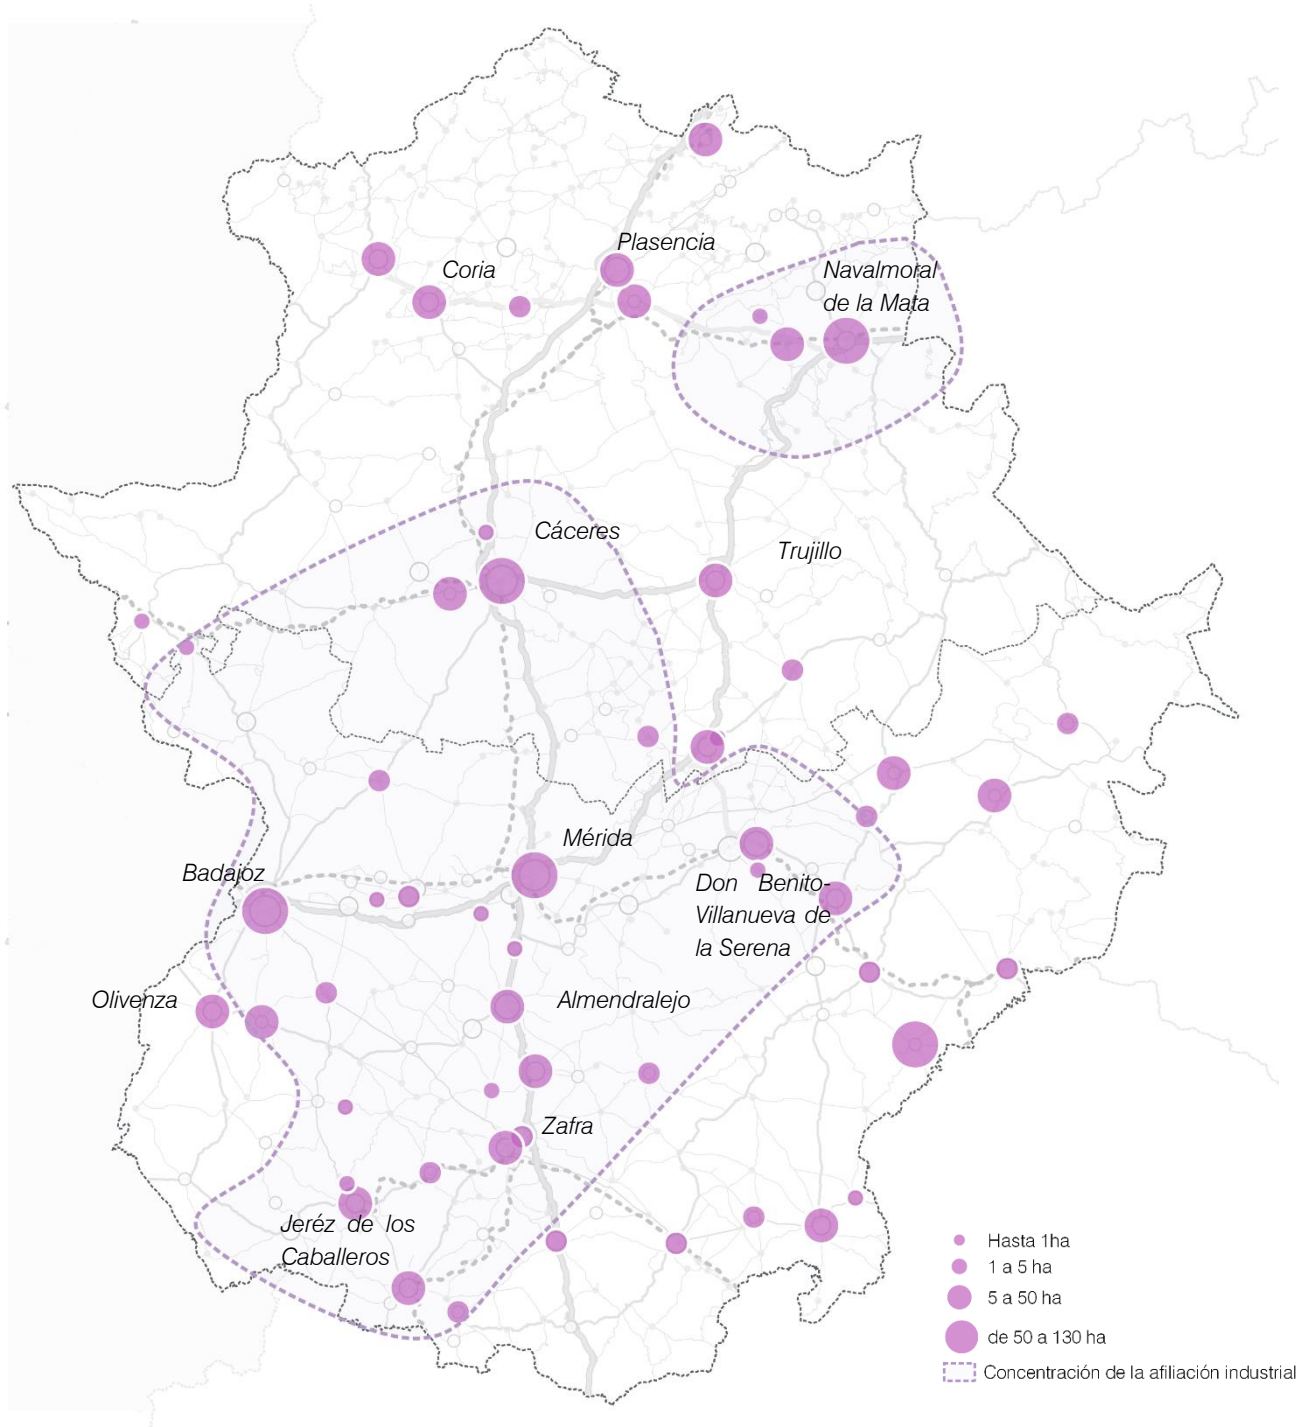 Plasencia
Coria
Navalmoral
de la Mata
Cáceres
Trujillo
Mérida
Badajoz
Don Benito-
Villanueva de
la Serena
Olivenza
Almendralejo
Zafra
Jeréz de los
Caballeros
Hasta 1ha
1 a 5 ha
5 a 50 ha
de 50 a 130 ha
Concentración de la afiliación industrial